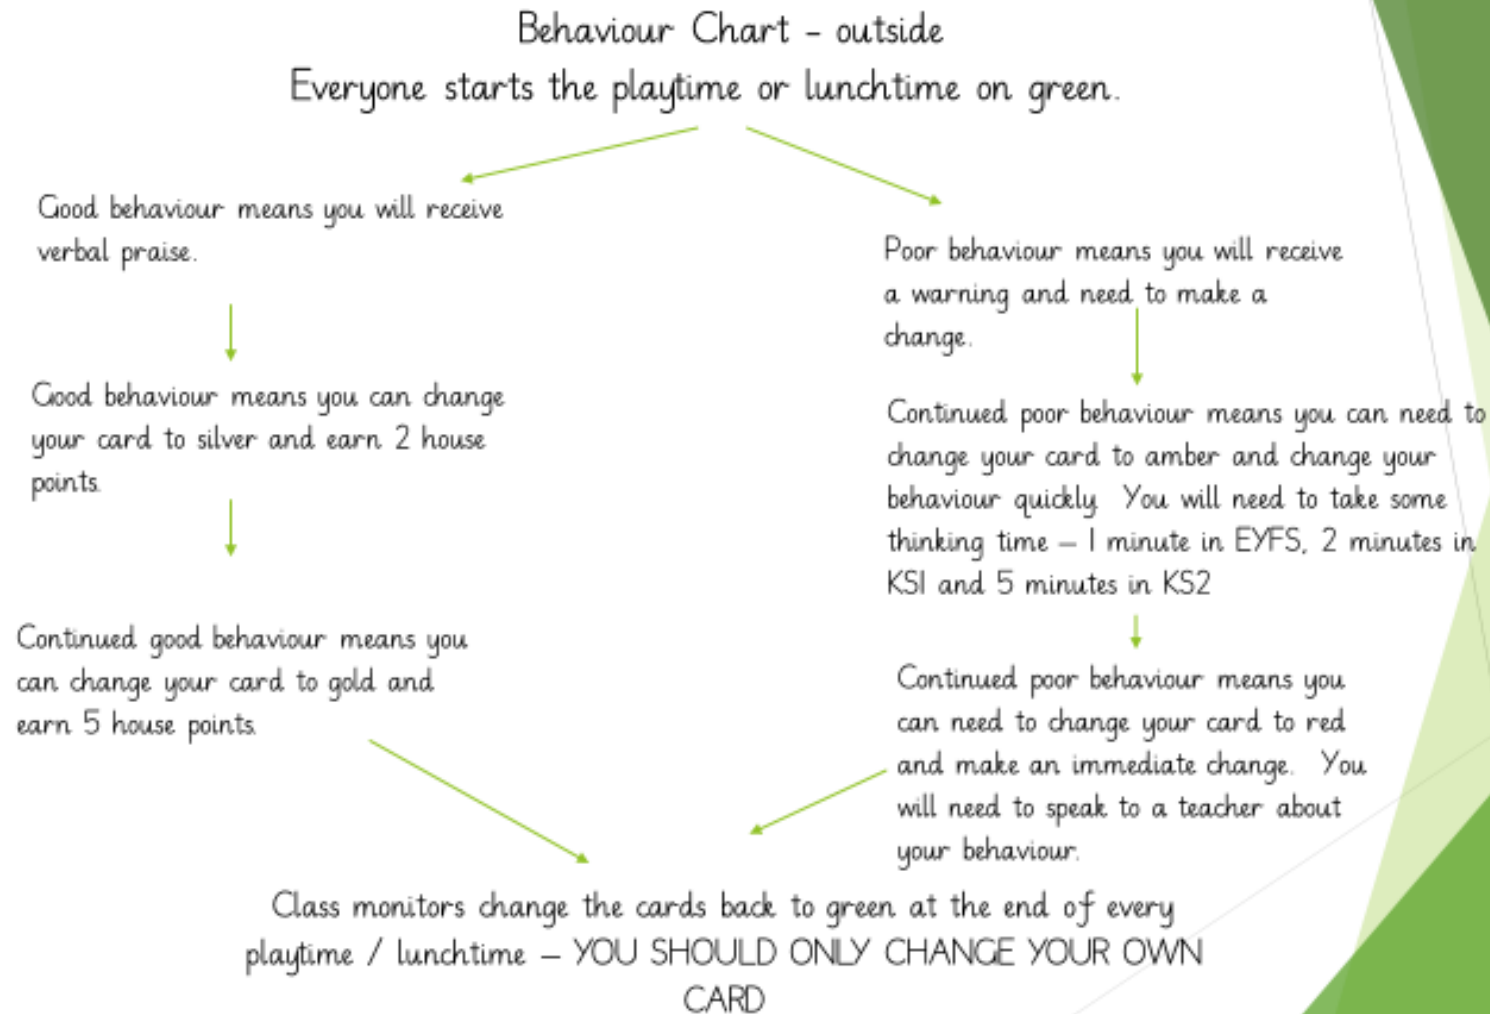 Behaviour Chart - outside
Everyone starts the playtime or lunchtime on green.
Good behaviour means you will receive
verbal praise.
Good behaviour means you can change
your card to silver and earn 2 house
points.
Continued good behaviour means you
can change your card to gold and
earn 5 house points.
Poor behaviour means you will receive
a warning and need to make a
change.
Continued poor behaviour means you can need to
change your card to amber and change your
behaviour quickly. You will need to take some
thinking time – 1 minute in EYFS, 2 minutes in
KS1 and 5 minutes in KS2
Continued poor behaviour means you
can need to change your card to red
and make an immediate change. You
will need to speak to a teacher about
your behaviour.
Class monitors change the cards back to green at the end of every
playtime / lunchtime – YOU SHOULD ONLY CHANGE YOUR OWN
CARD